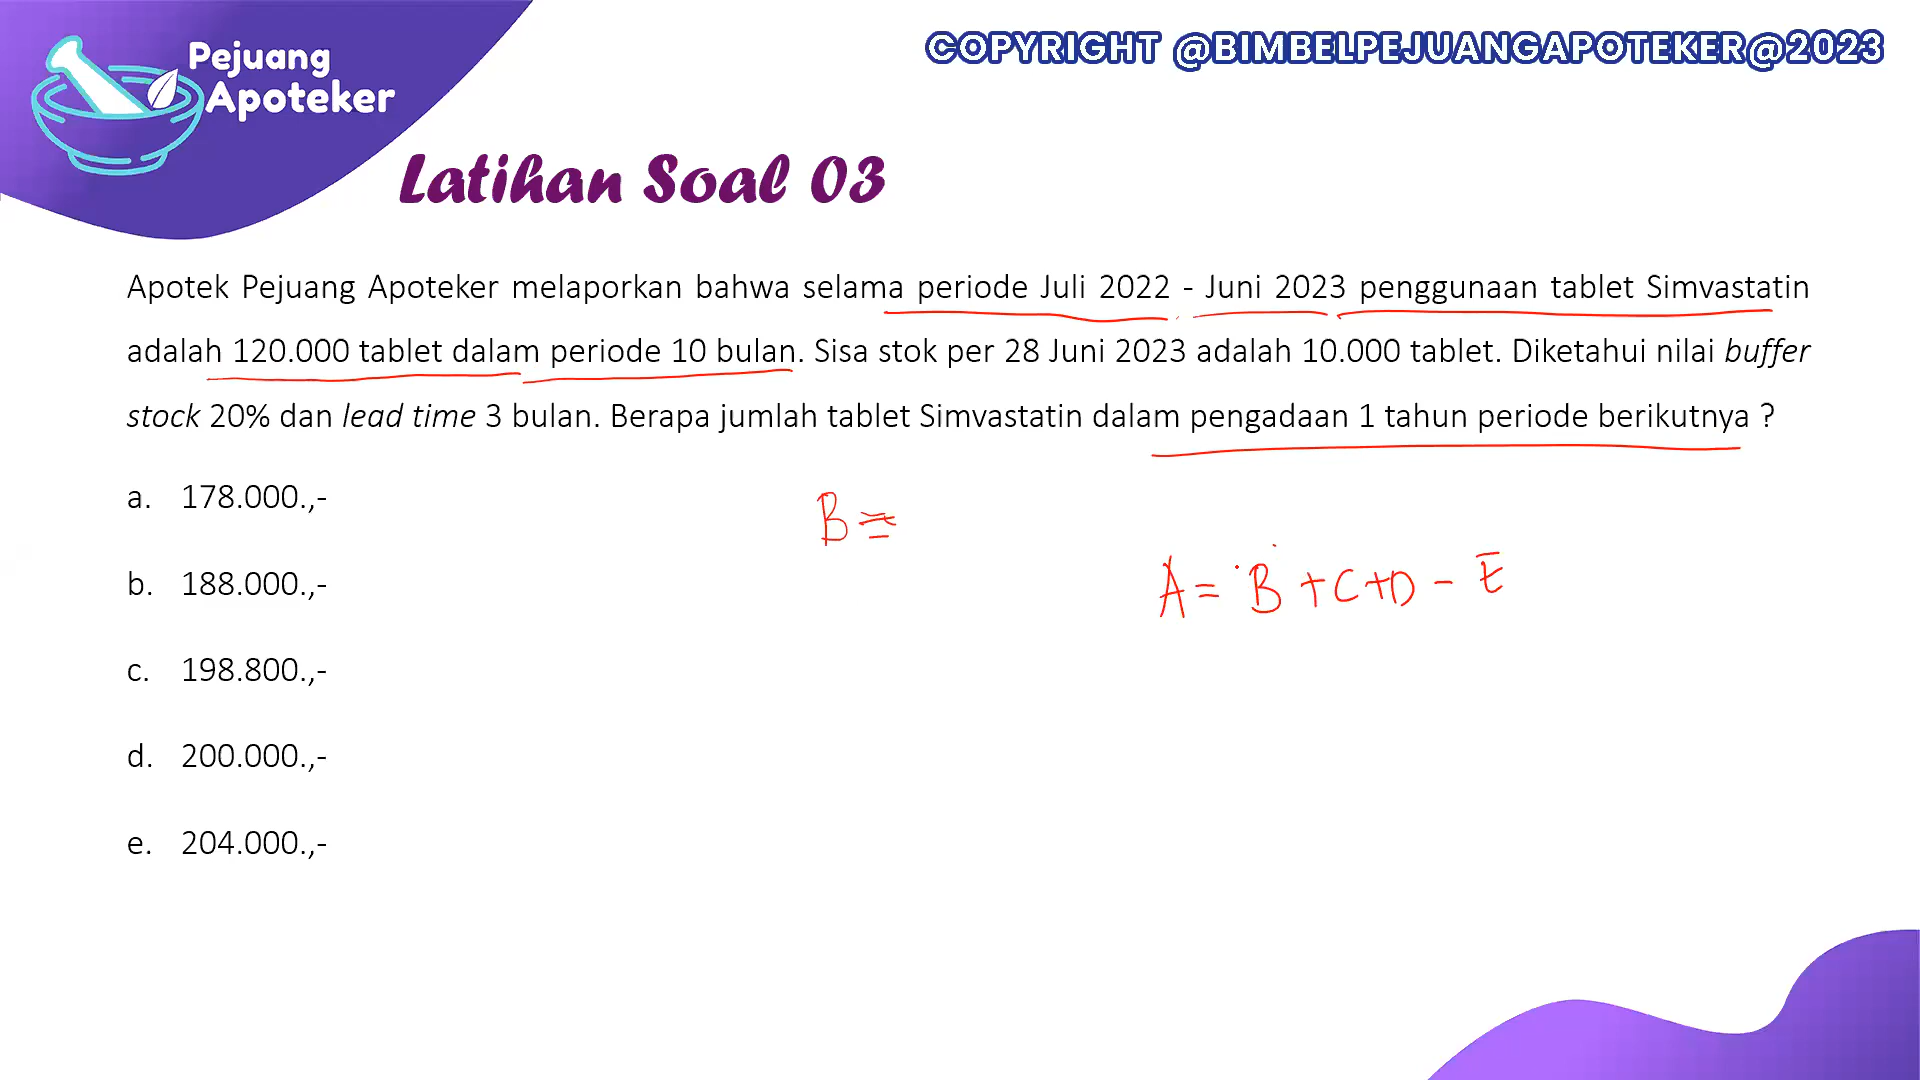 Pejuang
Apoteker
COPYRIGHT @BIMBELPEJUANGAPOTEKER@2023
Latihan Soal 03
Apotek Pejuang Apoteker melaporkan bahwa selama periode Juli 2022 - Juni 2023 penggunaan tablet Simvastatin
adalah 120.000 tablet dalam periode 10 bulan. Sisa stok per 28 Juni 2023 adalah 10.000 tablet. Diketahui nilai buffer
stock 20% dan lead time 3 bulan. Berapa jumlah tablet Simvastatin dalam pengadaan 1 tahun periode berikutnya ?
a. 178.000.,-
B =
b. 188.000.,-
A = B + C + D - E
c. 198.800.,-
d. 200.000.,-
e. 204.000.,-